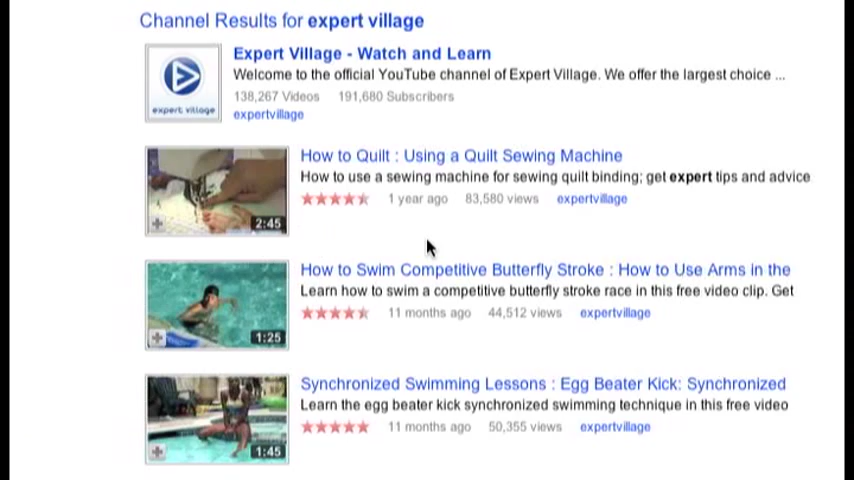 Channel Results for expert village
Expert Village - Watch and Learn
Welcome to the official YouTube channel of Expert Village. We offer the largest choice ...
138,267 Videos 191,680 Subscribers
expert village
expertvillage
How to Quilt : Using a Quilt Sewing Machine
How to use a sewing machine for sewing quilt binding; get expert tips and advice
1 year ago 83,580 views expertvillage
2:45
How to Swim Competitive Butterfly Stroke : How to Use Arms in the
Learn how to swim a competitive butterfly stroke race in this free video clip. Get
11 months ago 44,512 views expertvillage
1:25
Synchronized Swimming Lessons : Egg Beater Kick: Synchronized
Learn the egg beater kick synchronized swimming technique in this free video
11 months ago 50,355 views expertvillage
1:45